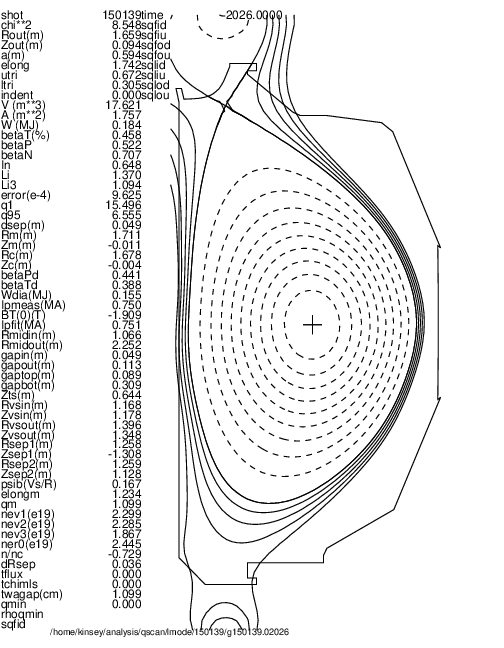 shot 150139time -2026.0000
chi**2 8.548sqfid
Rout(m) 1.659sqfiu
Zout(m) 0.094sqfod
a(m) 0.594sqfou
elong 1.742sqlid
utri 0.672sqliu
ltri 0.305sqlod
indent 0.000sqlou
V (m**3) 17.621
A (m**2) 1.757
W (MJ) 0.184
betaT(%) 0.458
betaP 0.522
betaN 0.707
ln 0.648
Li 1.370
Li3 1.094
error(e-4) 9.625
q1 15.496
q95 6.555
dsep(m) 0.049
Rm(m) 1.711
Zm(m) -0.011
Rc(m) 1.678
Zc(m) -0.004
betaPd 0.441
betaTd 0.388
Wdia(MJ) 0.155
Ipmeas(MA) 0.750
BT(0)(T) -1.909
Ipfit(MA) 0.751
Rmidin(m) 1.066
Rmidout(m) 2.252
gapin(m) 0.049
gapout(m) 0.113
gaptop(m) 0.089
gapbot(m) 0.309
Zts(m) 0.644
Rvsin(m) 1.168
Zvsin(m) 1.178
Rvsout(m) 1.396
Zvsout(m) 1.348
Rsep1(m) 1.258
Zsep1(m) -1.308
Rsep2(m) 1.259
Zsep2(m) 1.128
psib(Vs/R) 0.167
elongm 1.234
qm 1.099
nev1(e19) 2.299
nev2(e19) 2.285
nev3(e19) 1.867
ner0(e19) 2.445
n/nc -0.729
dRsep 0.036
tflux 0.000
tchimls 0.000
twagap(cm) 1.099
qmin 0.000
rhoqmin
sqfid
/home/kinsey/analysis/qscan/lmode/150139/g150139.02026